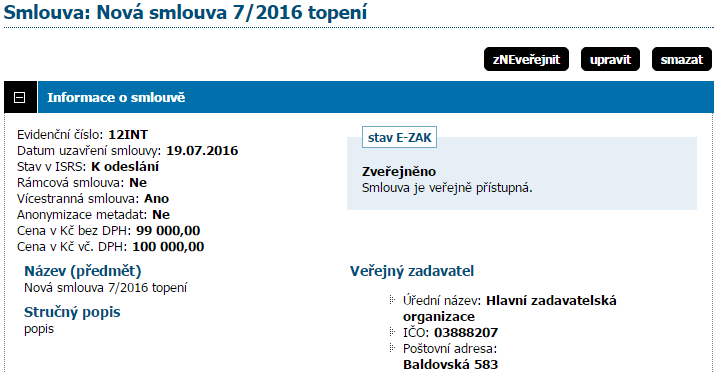 Smlouva: Nová smlouva 7/2016 topení
zNEveřejnit upravit smazat
Informace o smlouvě
Evidenční číslo: 12INT
Datum uzavření smlouvy: 19.07.2016
Stav v ISRS: K odeslání
Rámcová smlouva: Ne
Vícestranná smlouva: Ano
Anonymizace metadat: Ne
Cena v Kč bez DPH: 99 000,00
Cena v Kč vč. DPH: 100 000,00
stav E-ZAK
Zveřejněno
Smlouva je veřejně přístupná.
Název (předmět)
Nová smlouva 7/2016 topení
Stručný popis
popis
Veřejný zadavatel
Úřední název: Hlavní zadavatelská
organizace
IČO: 03888207
Poštovní adresa:
Baldovská 583